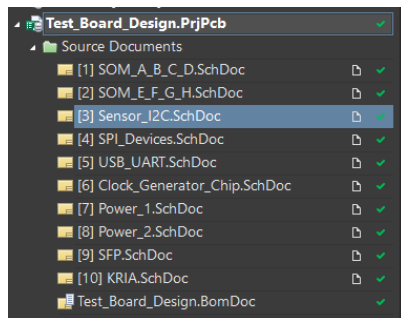 Test_Board_Design.PrjPcb
Source Documents
[1] SOM_A_B_C_D.SchDoc
[2] SOM_E_F_G_H.SchDoc
[3] Sensor_I2C.SchDoc
[4] SPI_Devices.SchDoc
[5] USB_UART.SchDoc
[6] Clock_Generator_Chip.SchDoc
[7] Power_1.SchDoc
[8] Power_2.SchDoc
[9] SFP.SchDoc
[10] KRIA.SchDoc
Test_Board_Design.BomDoc